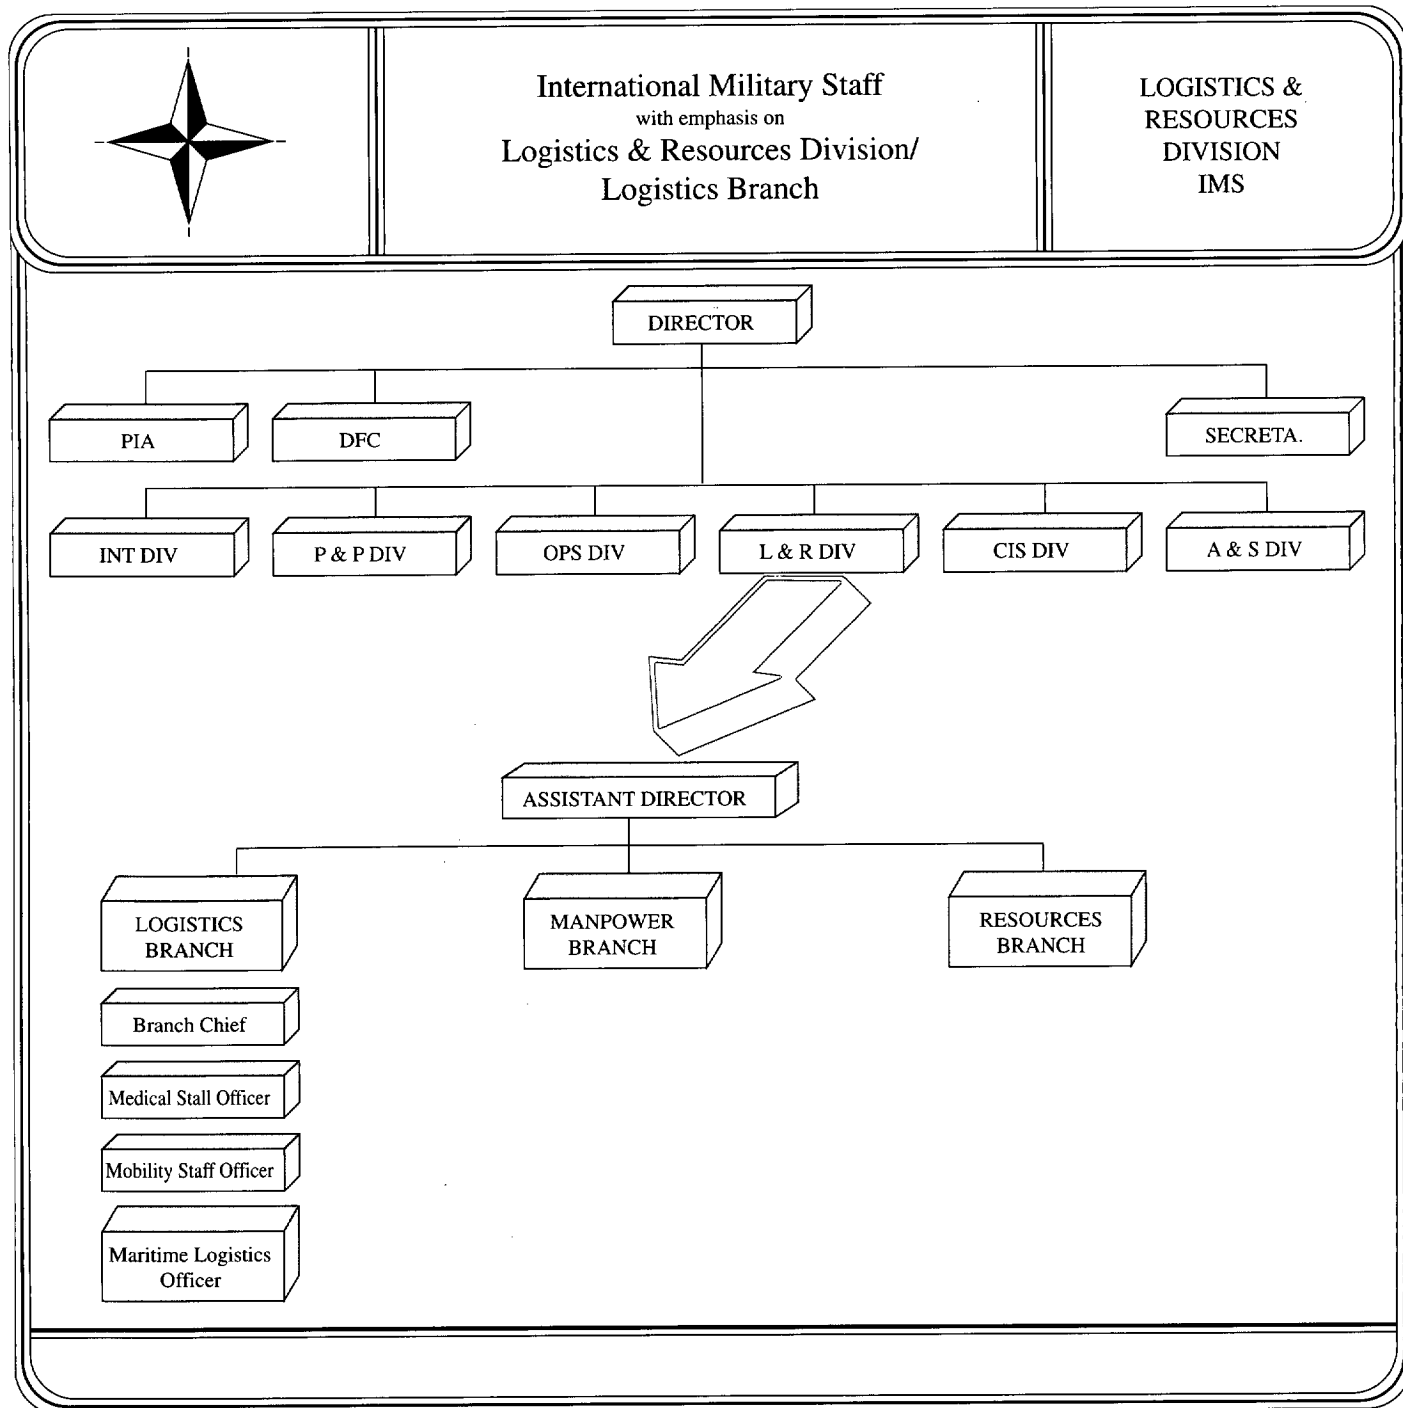 International Military Staff
with emphasis on
Logistics & Resources Division/
Logistics Branch
LOGISTICS &
RESOURCES
DIVISION
IMS
DIRECTOR
PIA
DFC
SECRETA.
INT DIV
P & P DIV
OPS DIV
L & R DIV
CIS DIV
A & S DIV
ASSISTANT DIRECTOR
LOGISTICS
BRANCH
MANPOWER
BRANCH
RESOURCES
BRANCH
Branch Chief
Medical Stall Officer
Mobility Staff Officer
Maritime Logistics
Officer